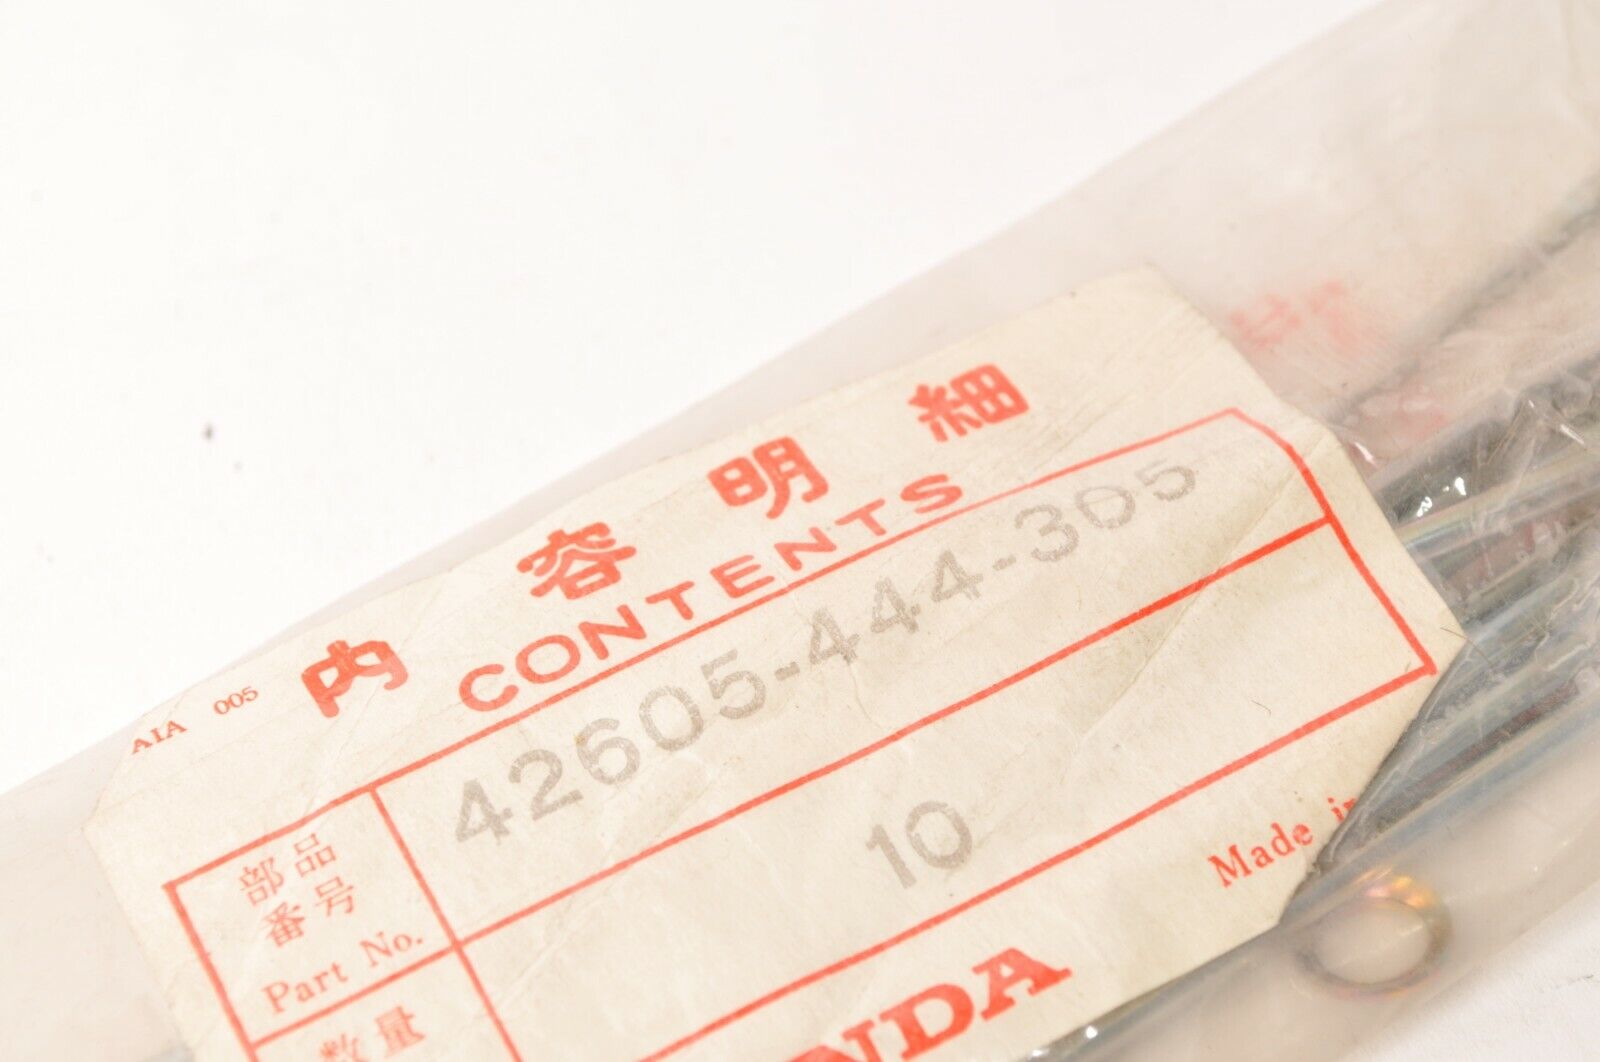 内容明細
AIA 005 CONTENTS
部品
番号
Part No.
42605-444-305
数量
10
Made
NDA